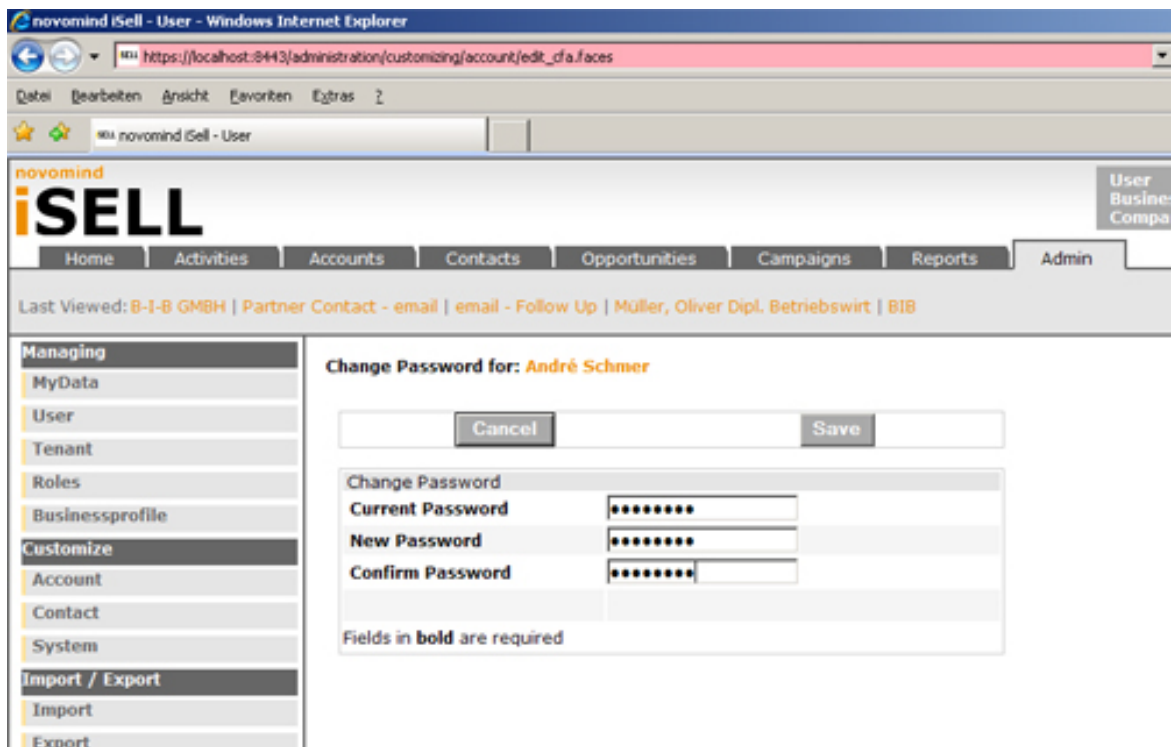 novomind iSell - User - Windows Internet Explorer
https://localhost:8443/administration/customizing/account/edit_cfa.faces
Datei Bearbeiten Ansicht Favoriten Extras ?
novomind iSell - User
novomind
iSELL
User
Busines
Compa
Home Activities Accounts Contacts Opportunities Campaigns Reports Admin
Last Viewed: B-I-B GMBH | Partner Contact - email | email - Follow Up | Müller, Oliver Dipl. Betriebswirt | BIB
Managing
MyData
User
Tenant
Roles
Businessprofile
Customize
Account
Contact
System
Import / Export
Import
Export
Change Password for: André Schmer
Cancel Save
Change Password
Current Password ••••••••
New Password ••••••••
Confirm Password ••••••••
Fields in bold are required